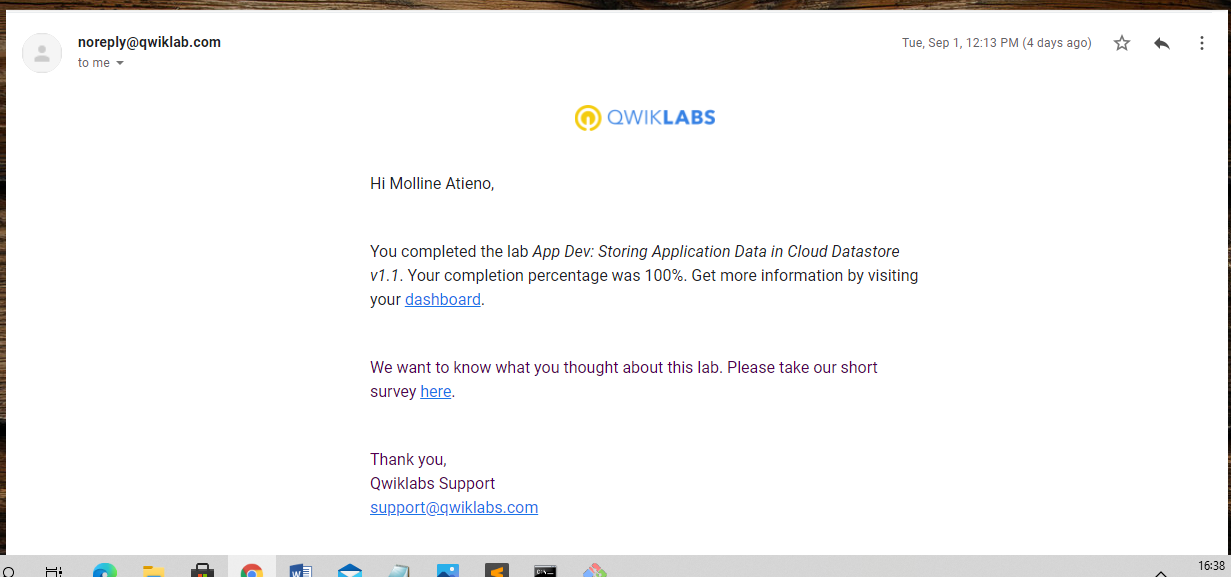 noreply@qwiklab.com
Tue, Sep 1, 12:13 PM (4 days ago)
to me
QWIKLABS
Hi Molline Atieno,
You completed the lab App Dev: Storing Application Data in Cloud Datastore
v1.1. Your completion percentage was 100%. Get more information by visiting
your dashboard.
We want to know what you thought about this lab. Please take our short
survey here.
Thank you,
Qwiklabs Support
support@qwiklabs.com
16:38